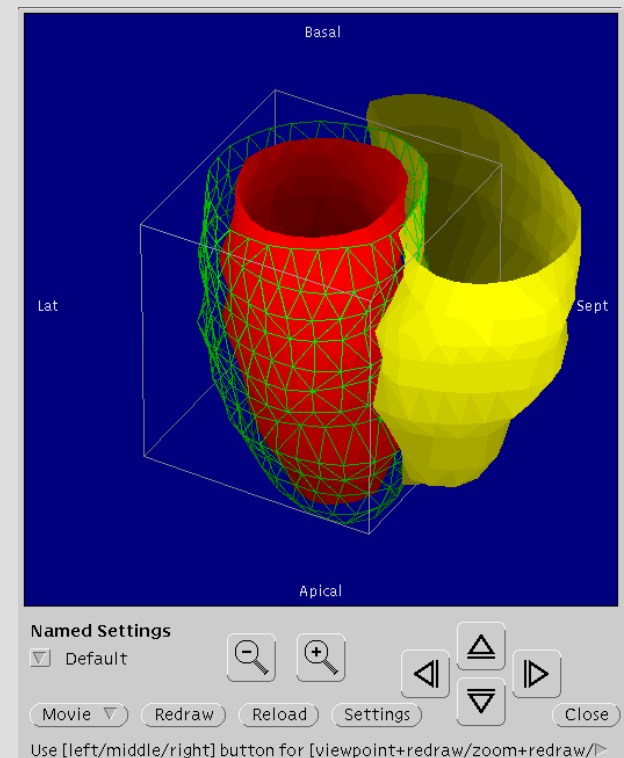 Basal
Lat
Sept
Apical
Named Settings
Default
Movie
Redraw
Reload
Settings
Close
Use [left/middle/right] button for [viewpoint+redraw/zoom+redraw/